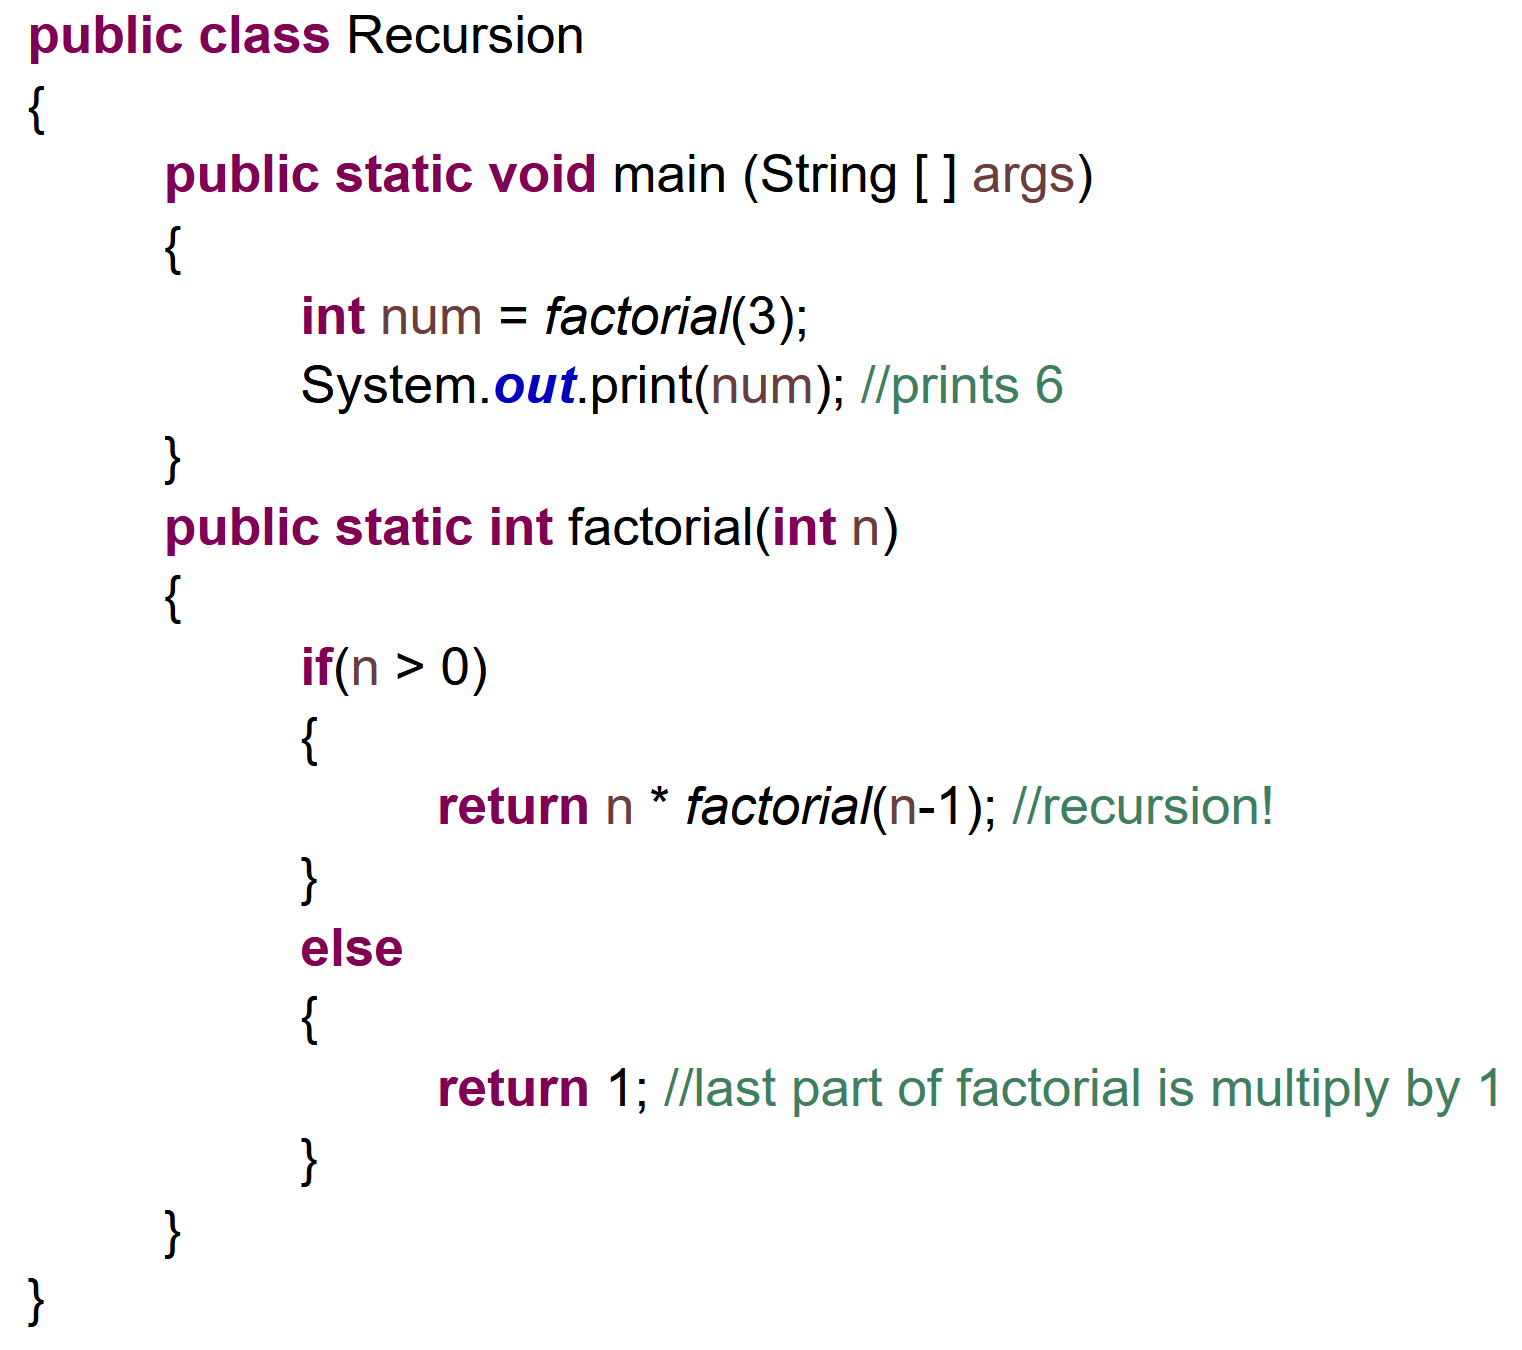 public class Recursion
{
public static void main (String [ ] args)
{
int num = factorial(3);
System.out.print(num); //prints 6
}
public static int factorial(int n)
{
if(n > 0)
{
return n * factorial(n-1); //recursion!
}
else
{
return 1; //last part of factorial is multiply by 1
}
}
}